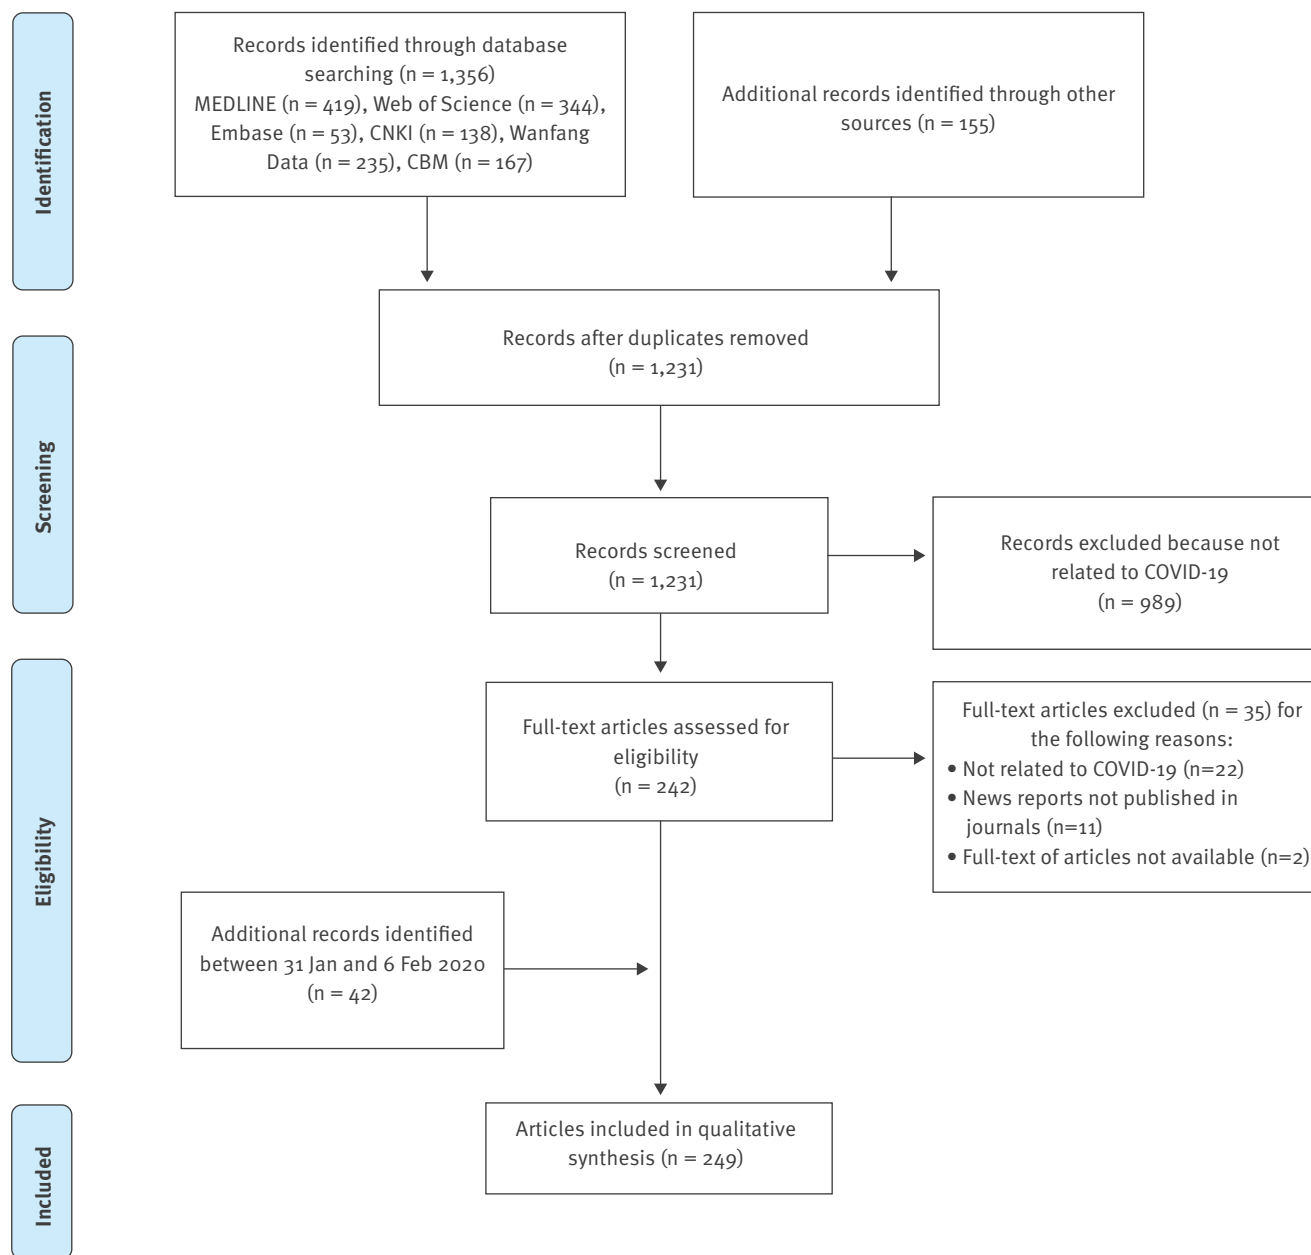 Identification
Records identified through database
searching (n = 1,356)
MEDLINE (n = 419), Web of Science (n = 344),
Embase (n = 53), CNKI (n = 138), Wanfang
Data (n = 235), CBM (n = 167)
Additional records identified through other
sources (n = 155)
Screening
Records after duplicates removed
(n = 1,231)
Records screened
(n = 1,231)
Records excluded because not
related to COVID-19
(n = 989)
Eligibility
Full-text articles assessed for
eligibility
(n = 242)
Full-text articles excluded (n = 35) for
the following reasons:
• Not related to COVID-19 (n=22)
• News reports not published in
journals (n=11)
• Full-text of articles not available (n=2)
Additional records identified
between 31 Jan and 6 Feb 2020
(n = 42)
Included
Articles included in qualitative
synthesis (n = 249)